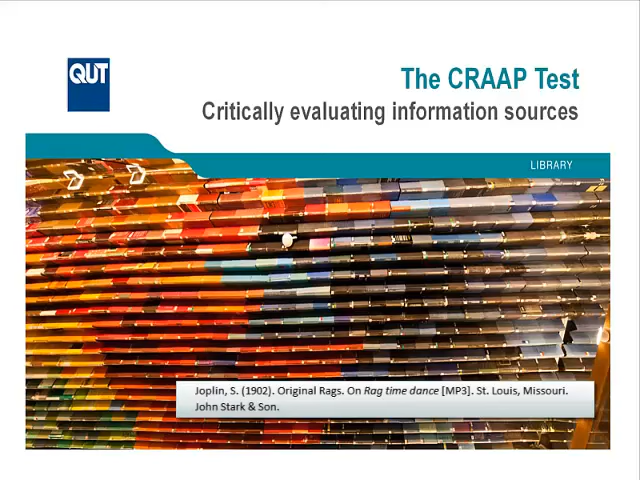 QUT
The CRAAP Test
Critically evaluating information sources
LIBRARY
Joplin, S. (1902). Original Rags. On Rag time dance [MP3]. St. Louis, Missouri.
John Stark & Son.